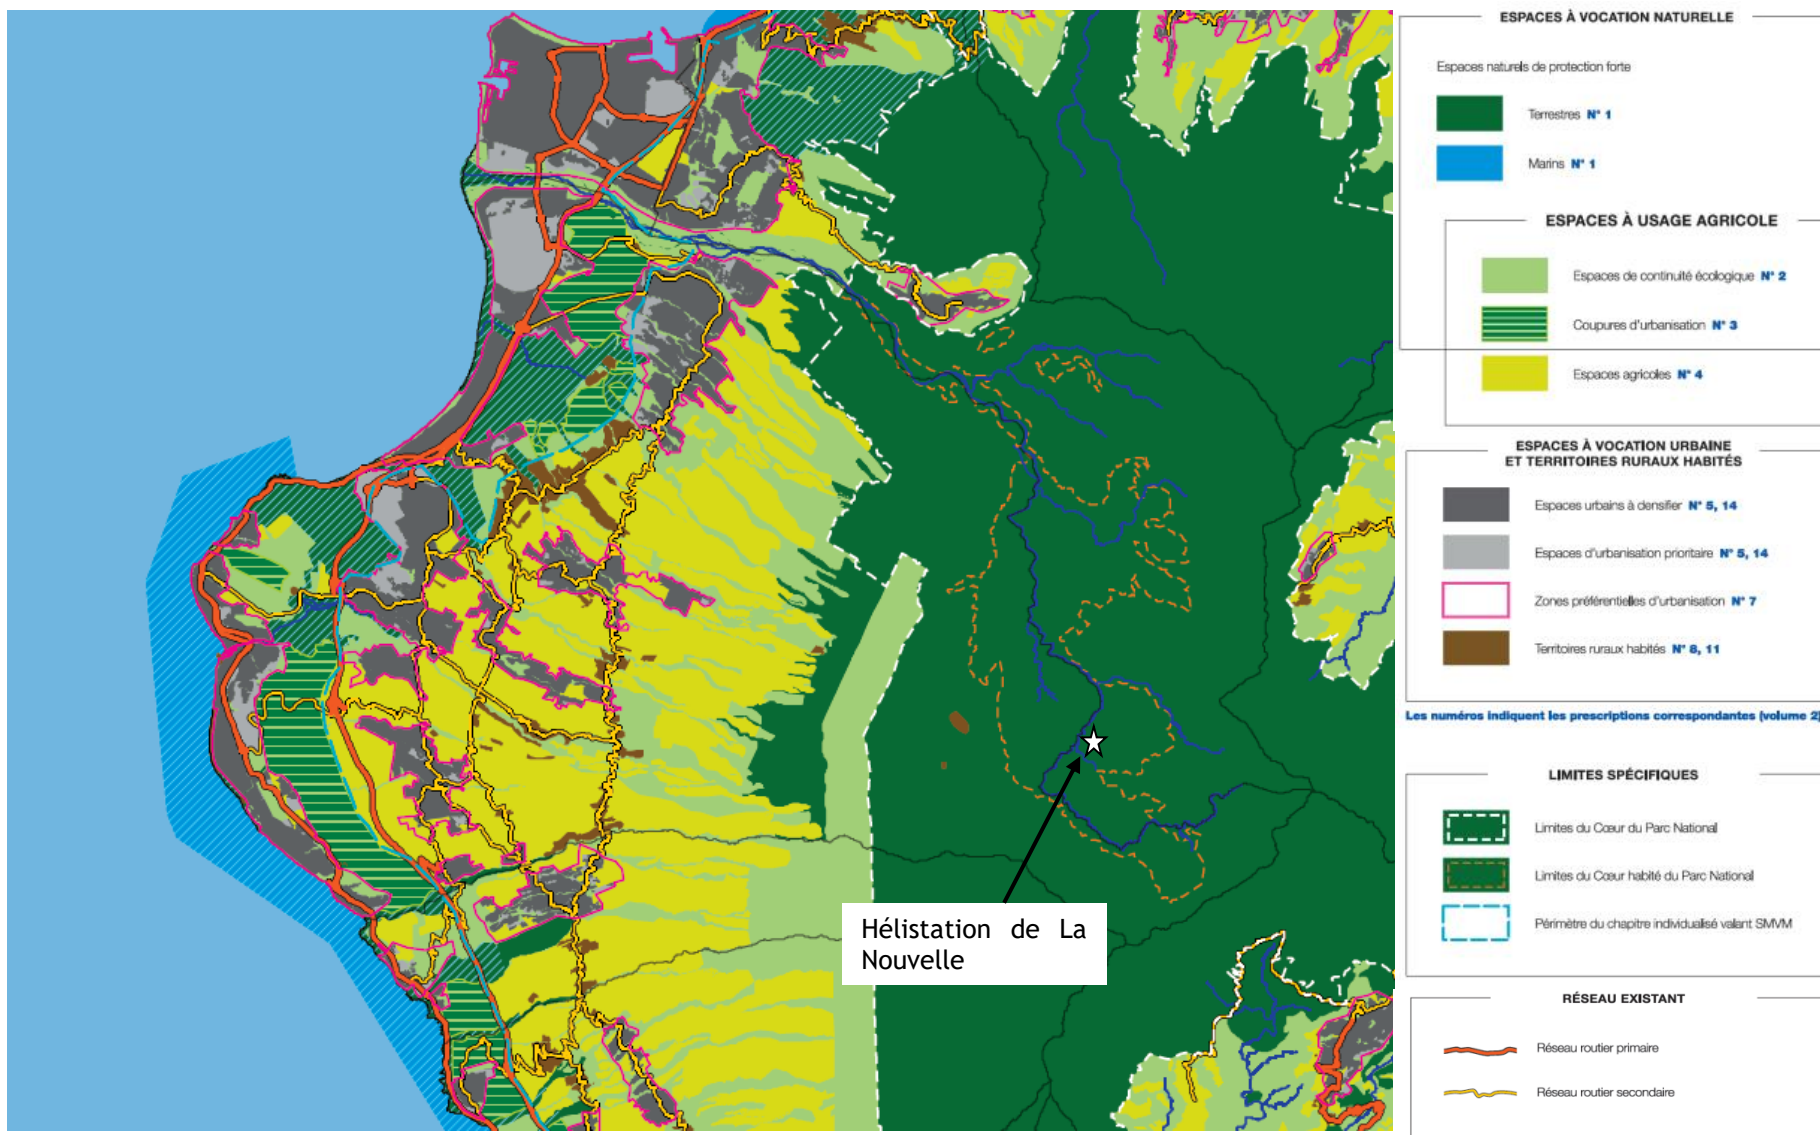 ESPACES À VOCATION NATURELLE
Espaces naturels de protection forte
Terrestres N° 1
Marins N° 1
ESPACES À USAGE AGRICOLE
Espaces de continuité écologique N° 2
Coupures d'urbanisation N° 3
Espaces agricoles N° 4
ESPACES À VOCATION URBAINE
ET TERRITOIRES RURAUX HABITÉS
Espaces urbains à densifier N° 5, 14
Espaces d'urbanisation prioritaire N° 5, 14
Zones préférentielles d'urbanisation N° 7
Territoires ruraux habités N° 8, 11
Les numéros indiquent les prescriptions correspondantes (volume 2)
LIMITES SPÉCIFIQUES
Limites du Cœur du Parc National
Limites du Cœur habité du Parc National
Périmètre du chapitre individualisé valant SMVM
RÉSEAU EXISTANT
Réseau routier primaire
Réseau routier secondaire
Hélistation de La
Nouvelle